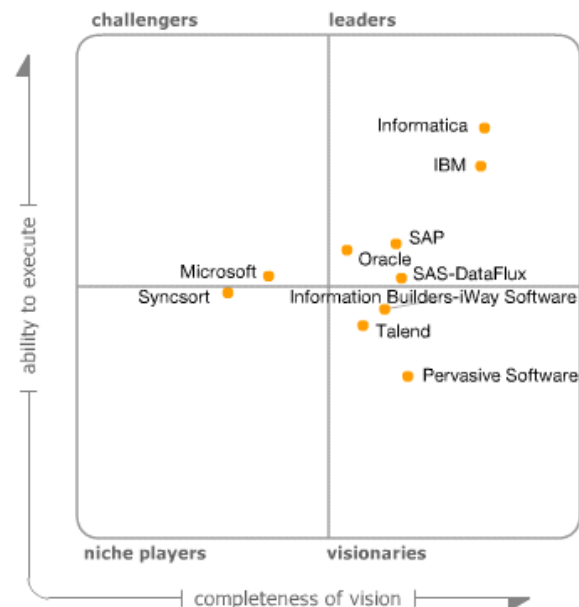 challengers
leaders
Informatica
IBM
SAP
Oracle
SAS-DataFlux
Microsoft
Syncsort
Information Builders-iWay Software
Talend
Pervasive Software
niche players
visionaries
ability to execute
completeness of vision